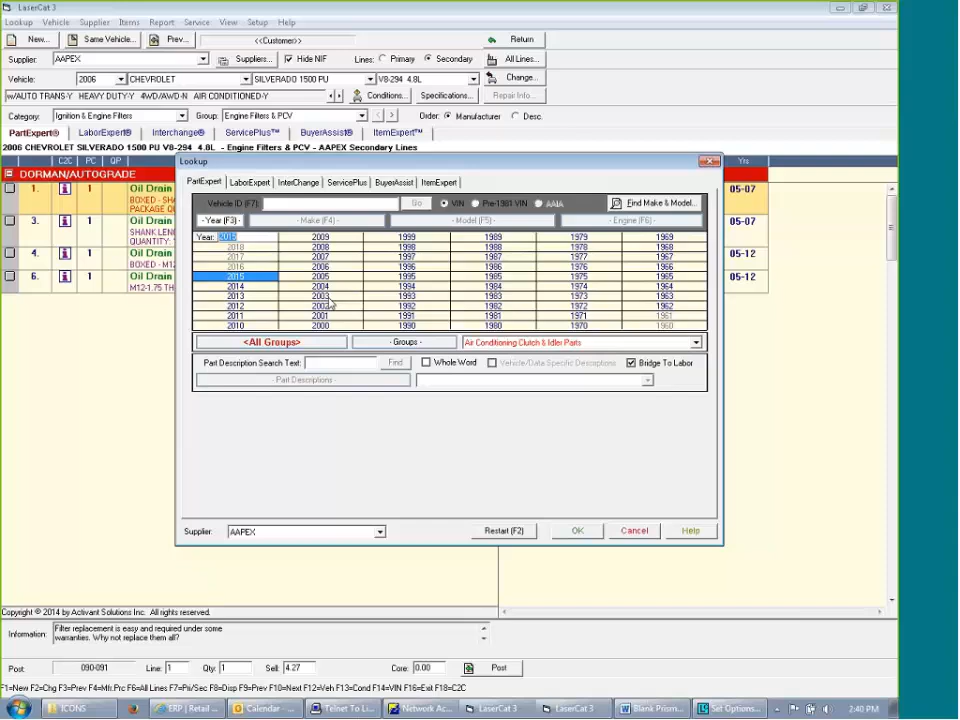 LaserCat 3
Lookup Vehicle Supplier Items Report Service View Setup Help
New... Same Vehicle... Prev... <<Customer>> Return
Supplier: AAPEX Suppliers... Hide NIF Lines: Primary Secondary All Lines...
Vehicle: 2006 CHEVROLET SILVERADO 1500 PU V8-294 4.8L Change...
w/AUTO TRANS-Y HEAVY DUTY-Y 4WD/AWD-N AIR CONDITIONED-Y Conditions... Specifications... Repair Info...
Category: Ignition & Engine Filters Group: Engine Filters & PCV Order: Manufacturer Desc.
PartExpert® LaborExpert® Interchange® ServicePlus™ BuyerAssist® ItemExpert™
2006 CHEVROLET SILVERADO 1500 PU V8-294 4.8L - Engine Filters & PCV - AAPEX Secondary Lines
C2C PC QP Yrs
DORMAN/AUTOGRADE
1. 1 Oil Drain 05-07
BOXED - SH
PACKAGE Q
3. 1 Oil Drain 05-07
SHANK LEN
QUANTITY:
4. 1 Oil Drain 05-12
BOXED - M12
6. 1 Oil Drain 05-12
M12-1.75 TH
Lookup
PartExpert LaborExpert InterChange ServicePlus BuyerAssist ItemExpert
Vehicle ID (F7): Go VIN Pre-1981 VIN AAIA Find Make & Model...
- Year (F3) - - Make (F4) - - Model (F5) - - Engine (F6) -
Year: 2015 2009 1999 1989 1979 1969
2018 2008 1998 1988 1978 1968
2017 2007 1997 1987 1977 1967
2016 2006 1996 1986 1976 1966
2015 2005 1995 1985 1975 1965
2014 2004 1994 1984 1974 1964
2013 2003 1993 1983 1973 1963
2012 2002 1992 1982 1972 1962
2011 2001 1991 1981 1971 1961
2010 2000 1990 1980 1970 1960
<All Groups> - Groups - Air Conditioning Clutch & Idler Parts
Part Description Search Text: Find Whole Word Vehicle/Data Specific Descriptions Bridge To Labor
- Part Descriptions -
Supplier: AAPEX Restart (F2) OK Cancel Help
Copyright © 2014 by Activant Solutions Inc. All rights reserved.
Information: Filter replacement is easy and required under some
warranties. Why not replace them all?
Post: 090-091 Line: 1 Qty: 1 Sell: 4.27 Core: 0.00 Post
F1=New F2=Chg F3=Prev F4=Mfr.Prc F6=All Lines F7=Pri/Sec F8=Disp F9=Prev F10=Next F12=Veh F13=Cond F14=VIN F16=Exit F18=C2C
ICONS ERP | Retail ... Calendar - ... Telnet To Li... Network Ac... LaserCat 3 LaserCat 3 Blank Prism... Set Options... 2:40 PM